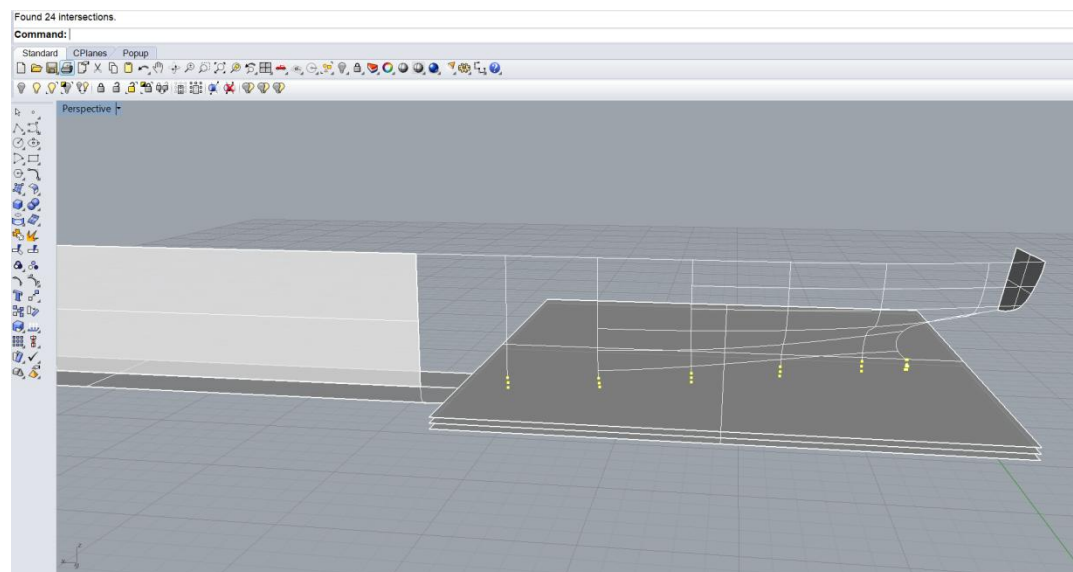 Found 24 intersections.
Command:
Standard CPlanes Popup
Perspective
z
x